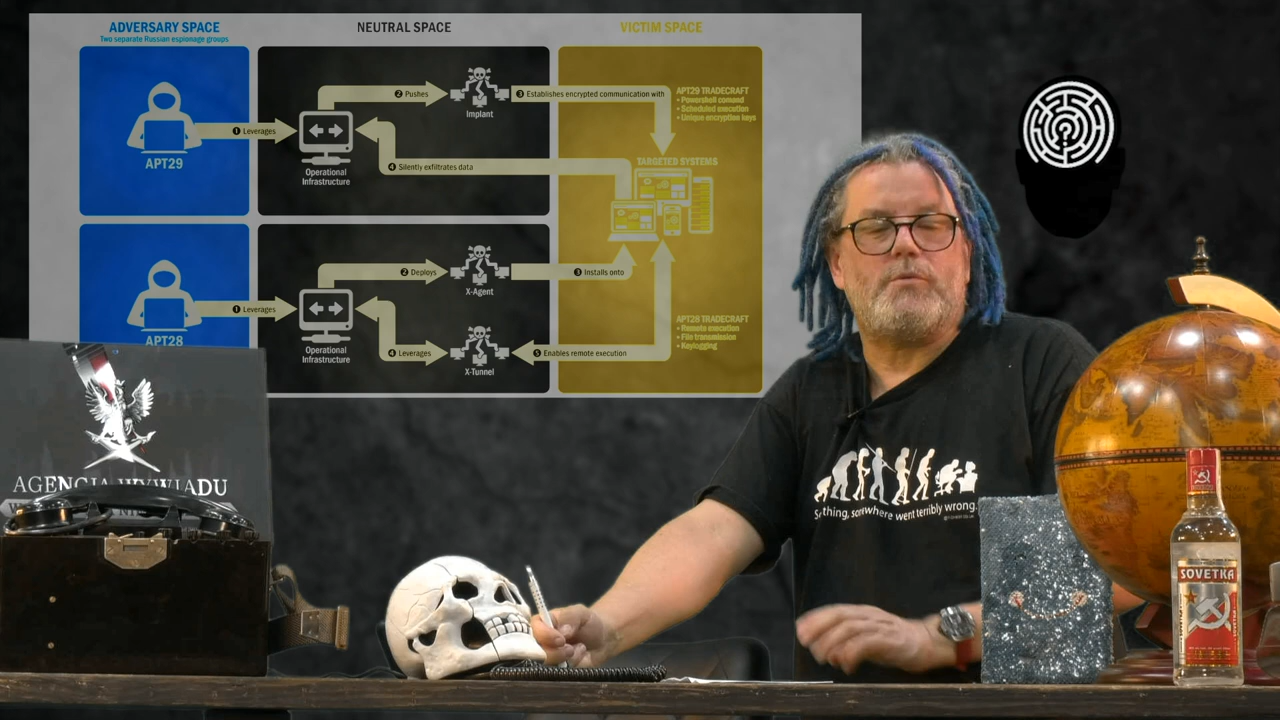 ADVERSARY SPACE
Two separate Russian espionage groups
NEUTRAL SPACE
VICTIM SPACE
APT29
1 Leverages
Operational
Infrastructure
2 Pushes
Implant
3 Establishes encrypted communication with
4 Silently exfiltrates data
APT29 TRADECRAFT
• Powershell comand
• Scheduled execution
• Unique encryption keys
TARGETED SYSTEMS
APT28
1 Leverages
Operational
Infrastructure
2 Deploys
X-Agent
3 Installs onto
4 Leverages
X-Tunnel
5 Enables remote execution
APT28 TRADECRAFT
• Remote execution
• File transmission
• Keylogging
?
AGENCJA WYWIADU
thing, somewhere went terribly wrong.
SOVETKA